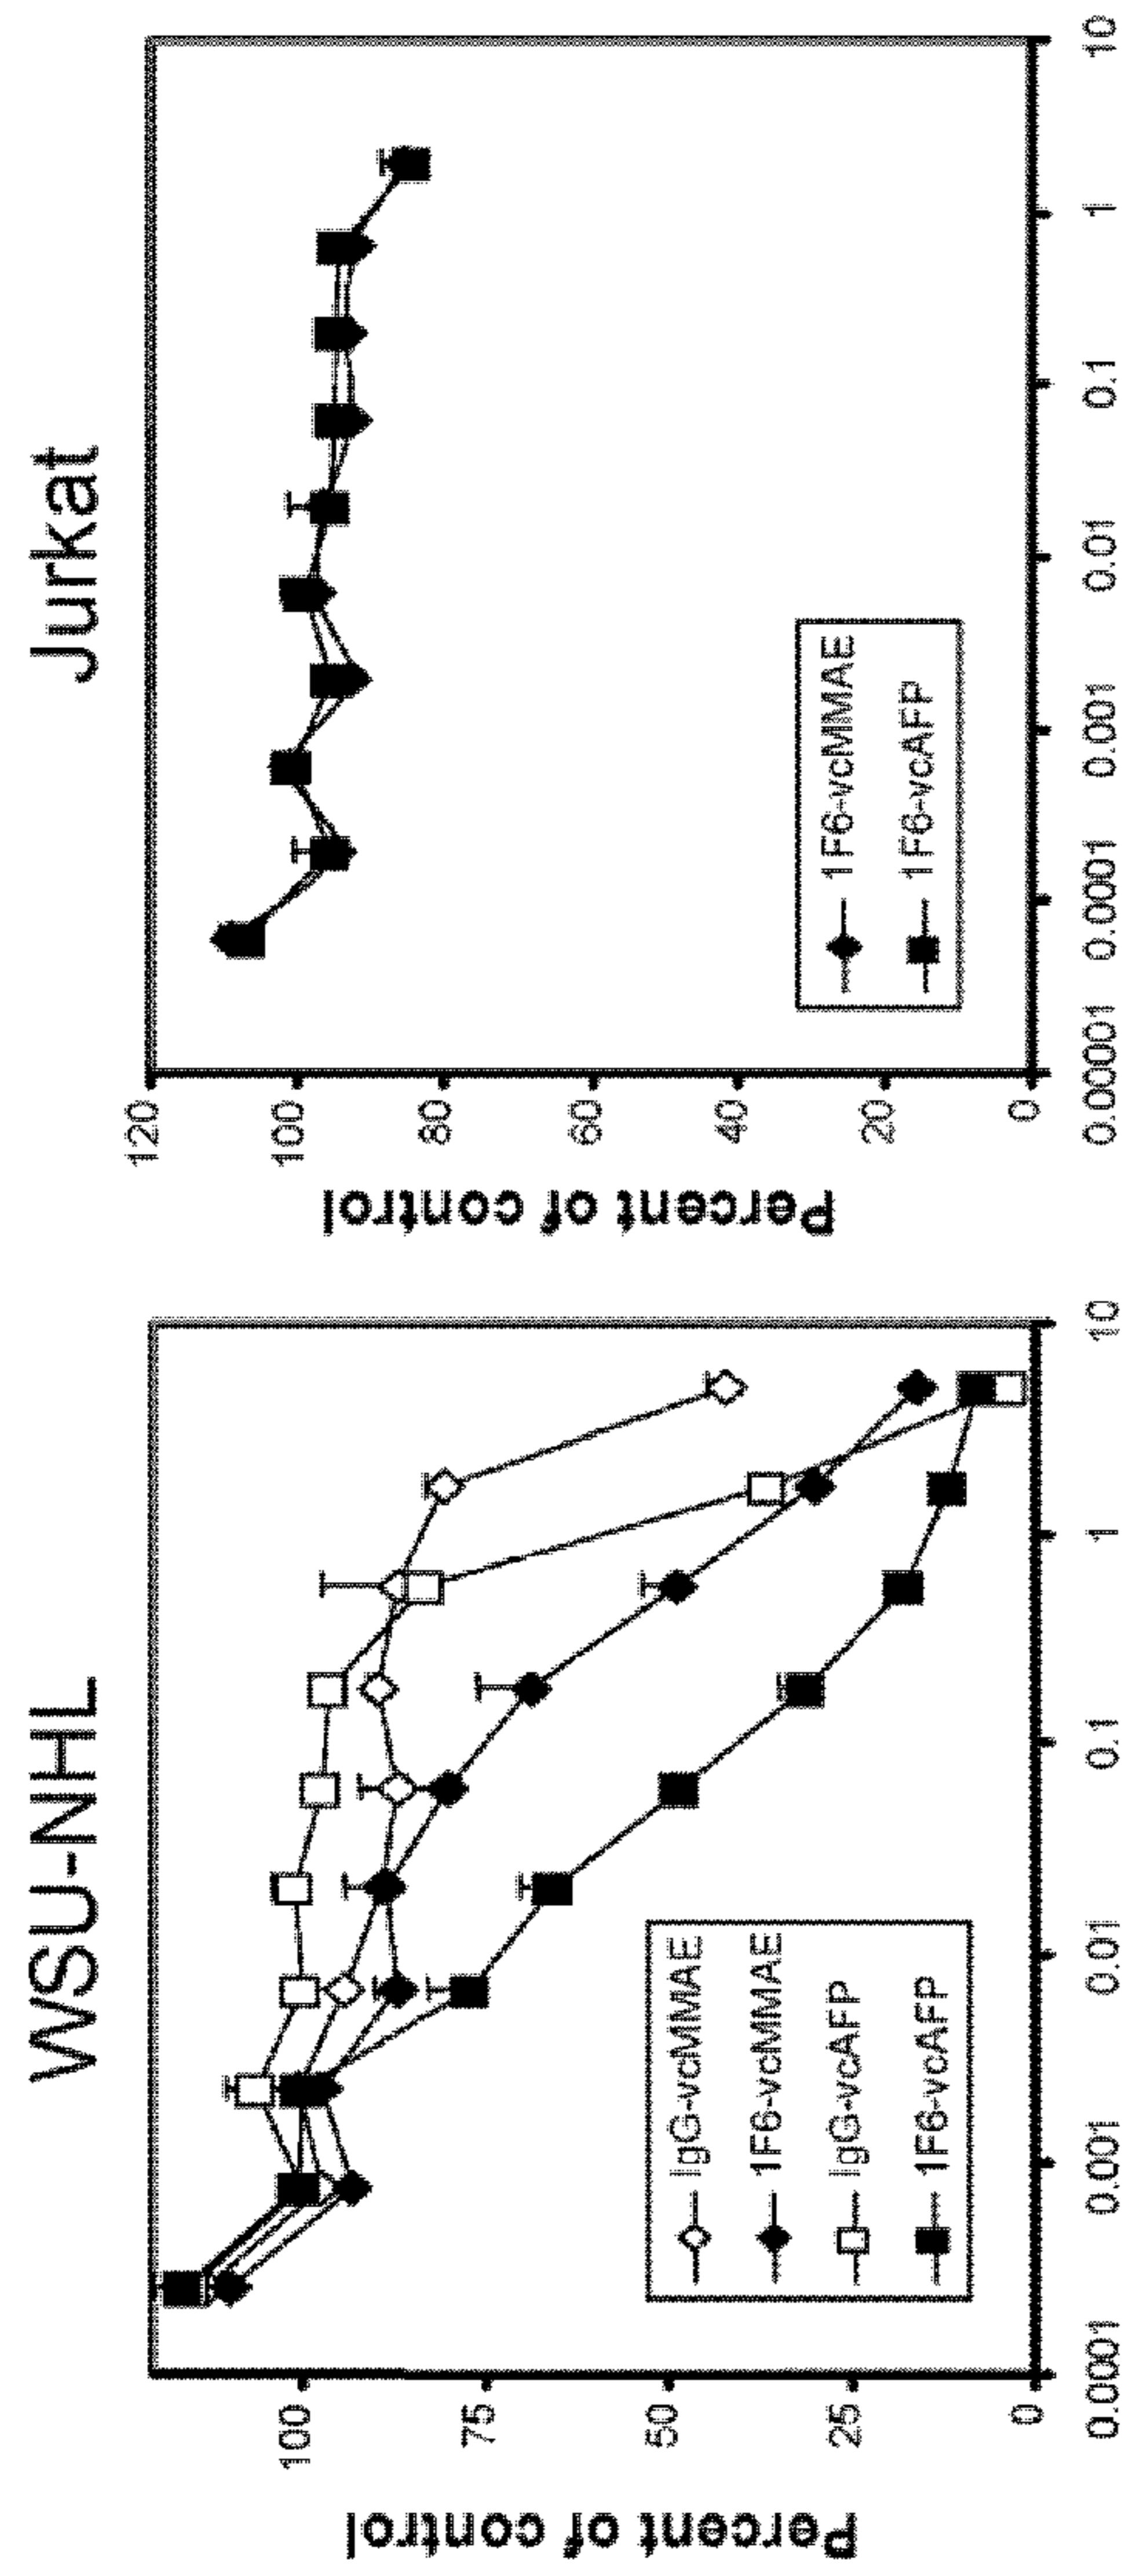 WSU-NHL
Percent of control
100
75
50
25
0
IgG-vcMMAE
1F6-vcMMAE
IgG-vcAFP
1F6-vcAFP
0.0001 0.001 0.01 0.1 1 10
Jurkat
Percent of control
120
100
80
60
40
20
0
1F6-vcMMAE
1F6-vcAFP
0.00001 0.0001 0.001 0.01 0.1 1 10